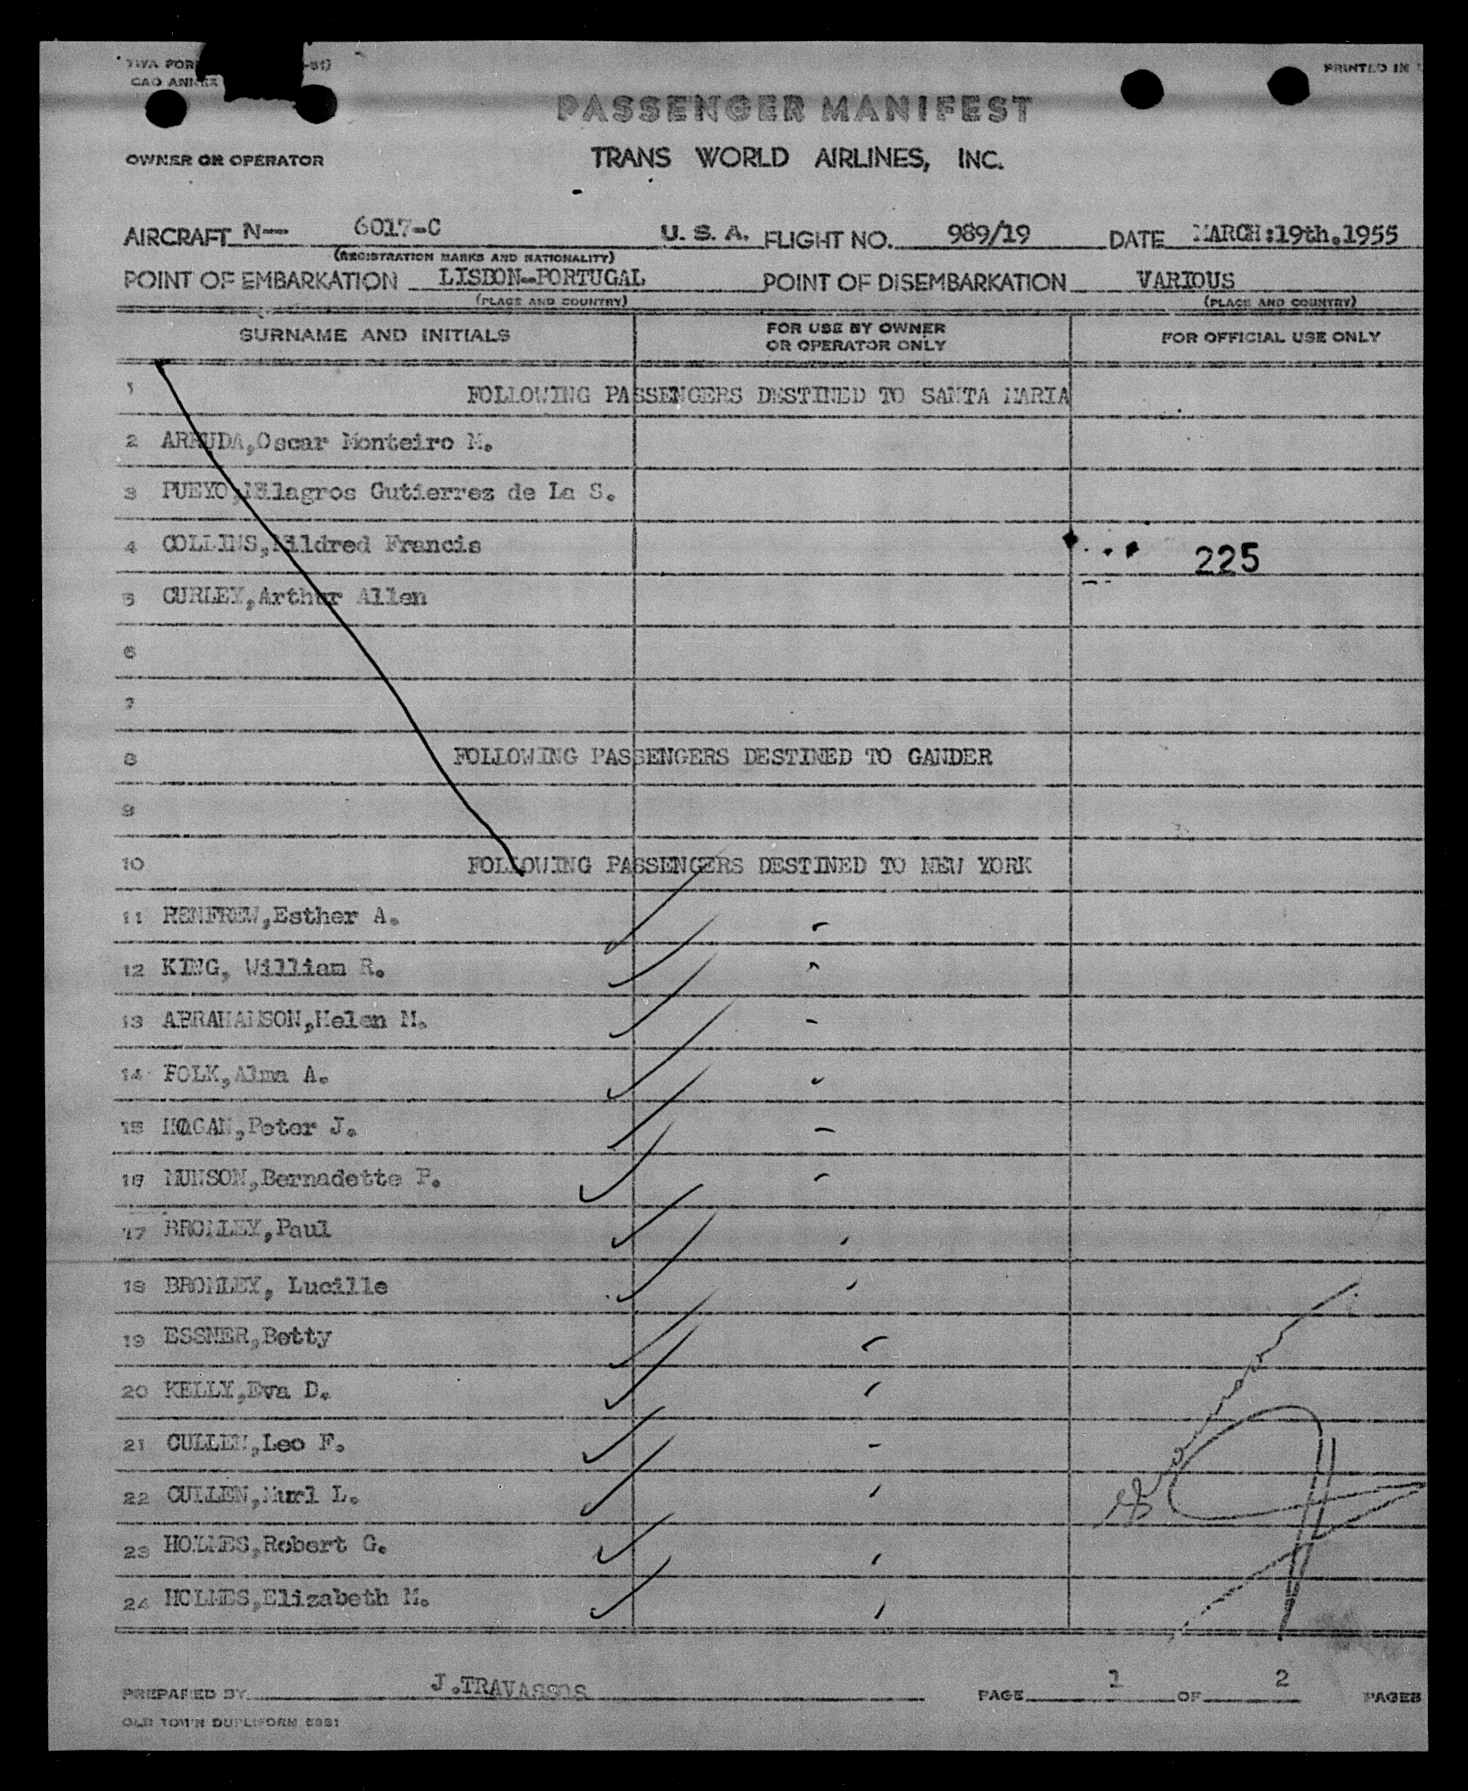 TWA FORM -51)
CAO ANNEX
PRINTED IN
PASSENGER MANIFEST
OWNER OR OPERATOR TRANS WORLD AIRLINES, INC.
AIRCRAFT N-- 6017-C U. S. A. FLIGHT NO. 989/19 DATE MARCH:19th.1955
(REGISTRATION MARKS AND NATIONALITY)
POINT OF EMBARKATION LISBON--PORTUGAL POINT OF DISEMBARKATION VARIOUS
(PLACE AND COUNTRY) (PLACE AND COUNTRY)
SURNAME AND INITIALS FOR USE BY OWNER OR OPERATOR ONLY FOR OFFICIAL USE ONLY
1 FOLLOWING PASSENGERS DESTINED TO SANTA MARIA
2 ARRUDA,Oscar Monteiro M.
3 PUEYO,Milagros Gutierrez de La S.
4 COLLINS,Mildred Francis 225
5 CURLEY,Arthur Allen
6
7
8 FOLLOWING PASSENGERS DESTINED TO GANDER
9
10 FOLLOWING PASSENGERS DESTINED TO NEW YORK
11 RENFREW,Esther A.
12 KING, William R.
13 ABRAHAMSON,Helen M.
14 FOLK,Alma A.
15 HOGAN,Peter J.
16 MUNSON,Bernadette P.
17 BROMLEY,Paul
18 BROMLEY, Lucille
19 ESSNER,Betty
20 KELLY,Eva D.
21 CULLEN,Leo F.
22 CULLEN,Murl L.
23 HOLMES,Robert G.
24 HOLMES,Elizabeth M.
PREPARED BY J.TRAVASSOS PAGE 1 OF 2 PAGES
OLD TOWN DUPLIFORM 5881